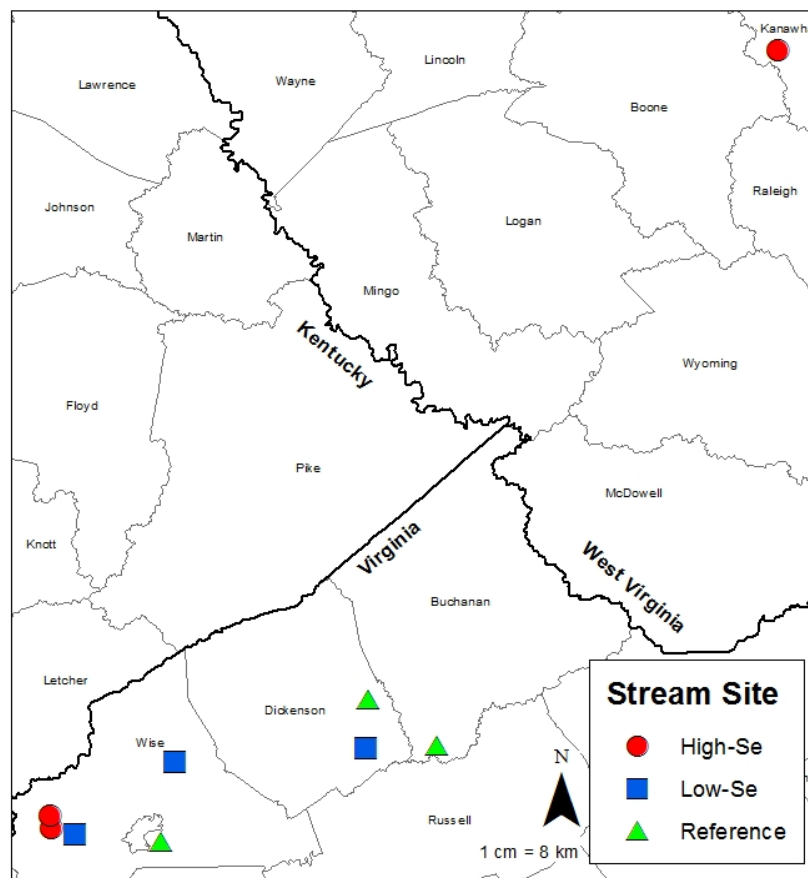 Kanawh
Lincoln
Wayne
Lawrence
Boone
Raleigh
Johnson
Martin
Logan
Mingo
Kentucky
Wyoming
Floyd
Pike
McDowell
Knott
Virginia
West Virginia
Buchanan
Letcher
Dickenson
Wise
Russell
N
1 cm = 8 km
Stream Site
High-Se
Low-Se
Reference